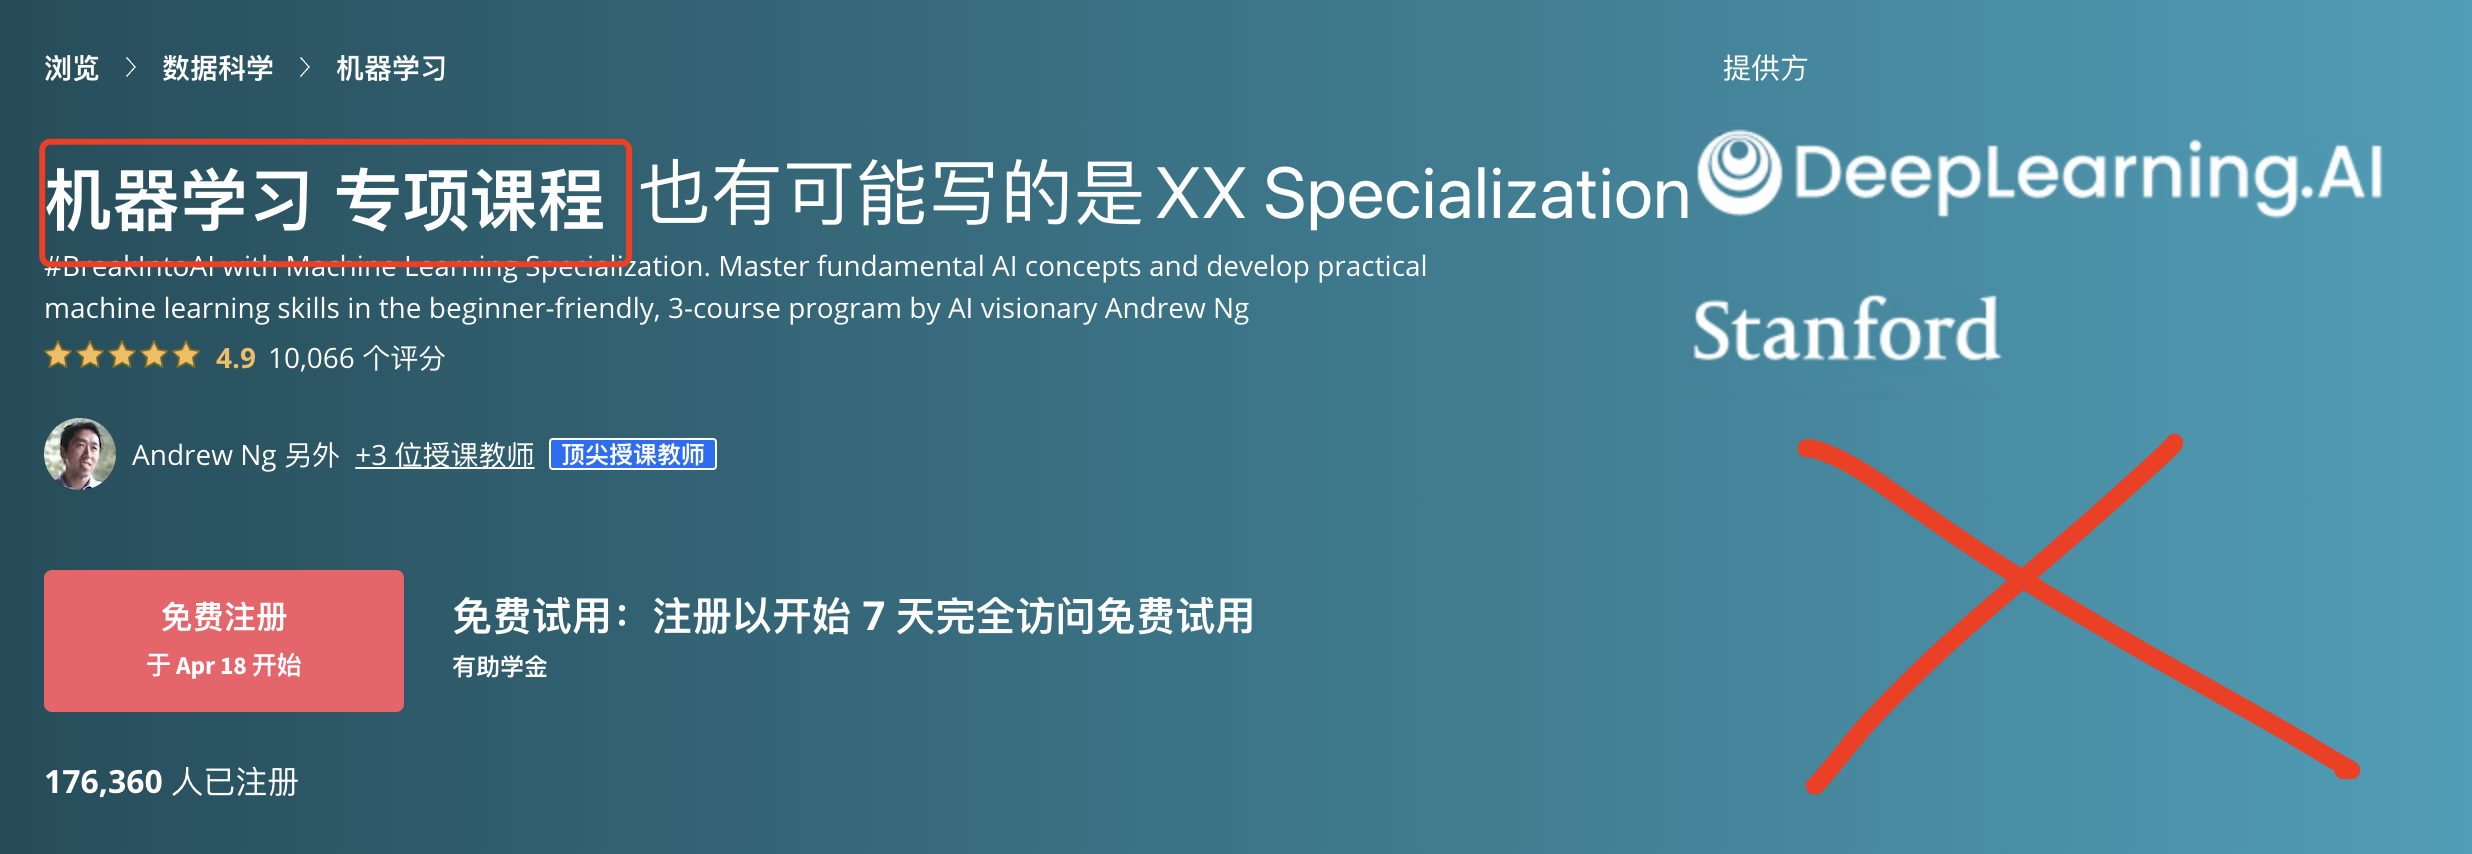 浏览 > 数据科学 > 机器学习
提供方
机器学习 专项课程 也有可能写的是 XX Specialization
DeepLearning.AI
#BreakIntoAI with Machine Learning Specialization. Master fundamental AI concepts and develop practical
machine learning skills in the beginner-friendly, 3-course program by AI visionary Andrew Ng
Stanford
4.9 10,066 个评分
Andrew Ng 另外 +3 位授课教师 顶尖授课教师
免费注册
于 Apr 18 开始
免费试用：注册以开始 7 天完全访问免费试用
有助学金
176,360 人已注册